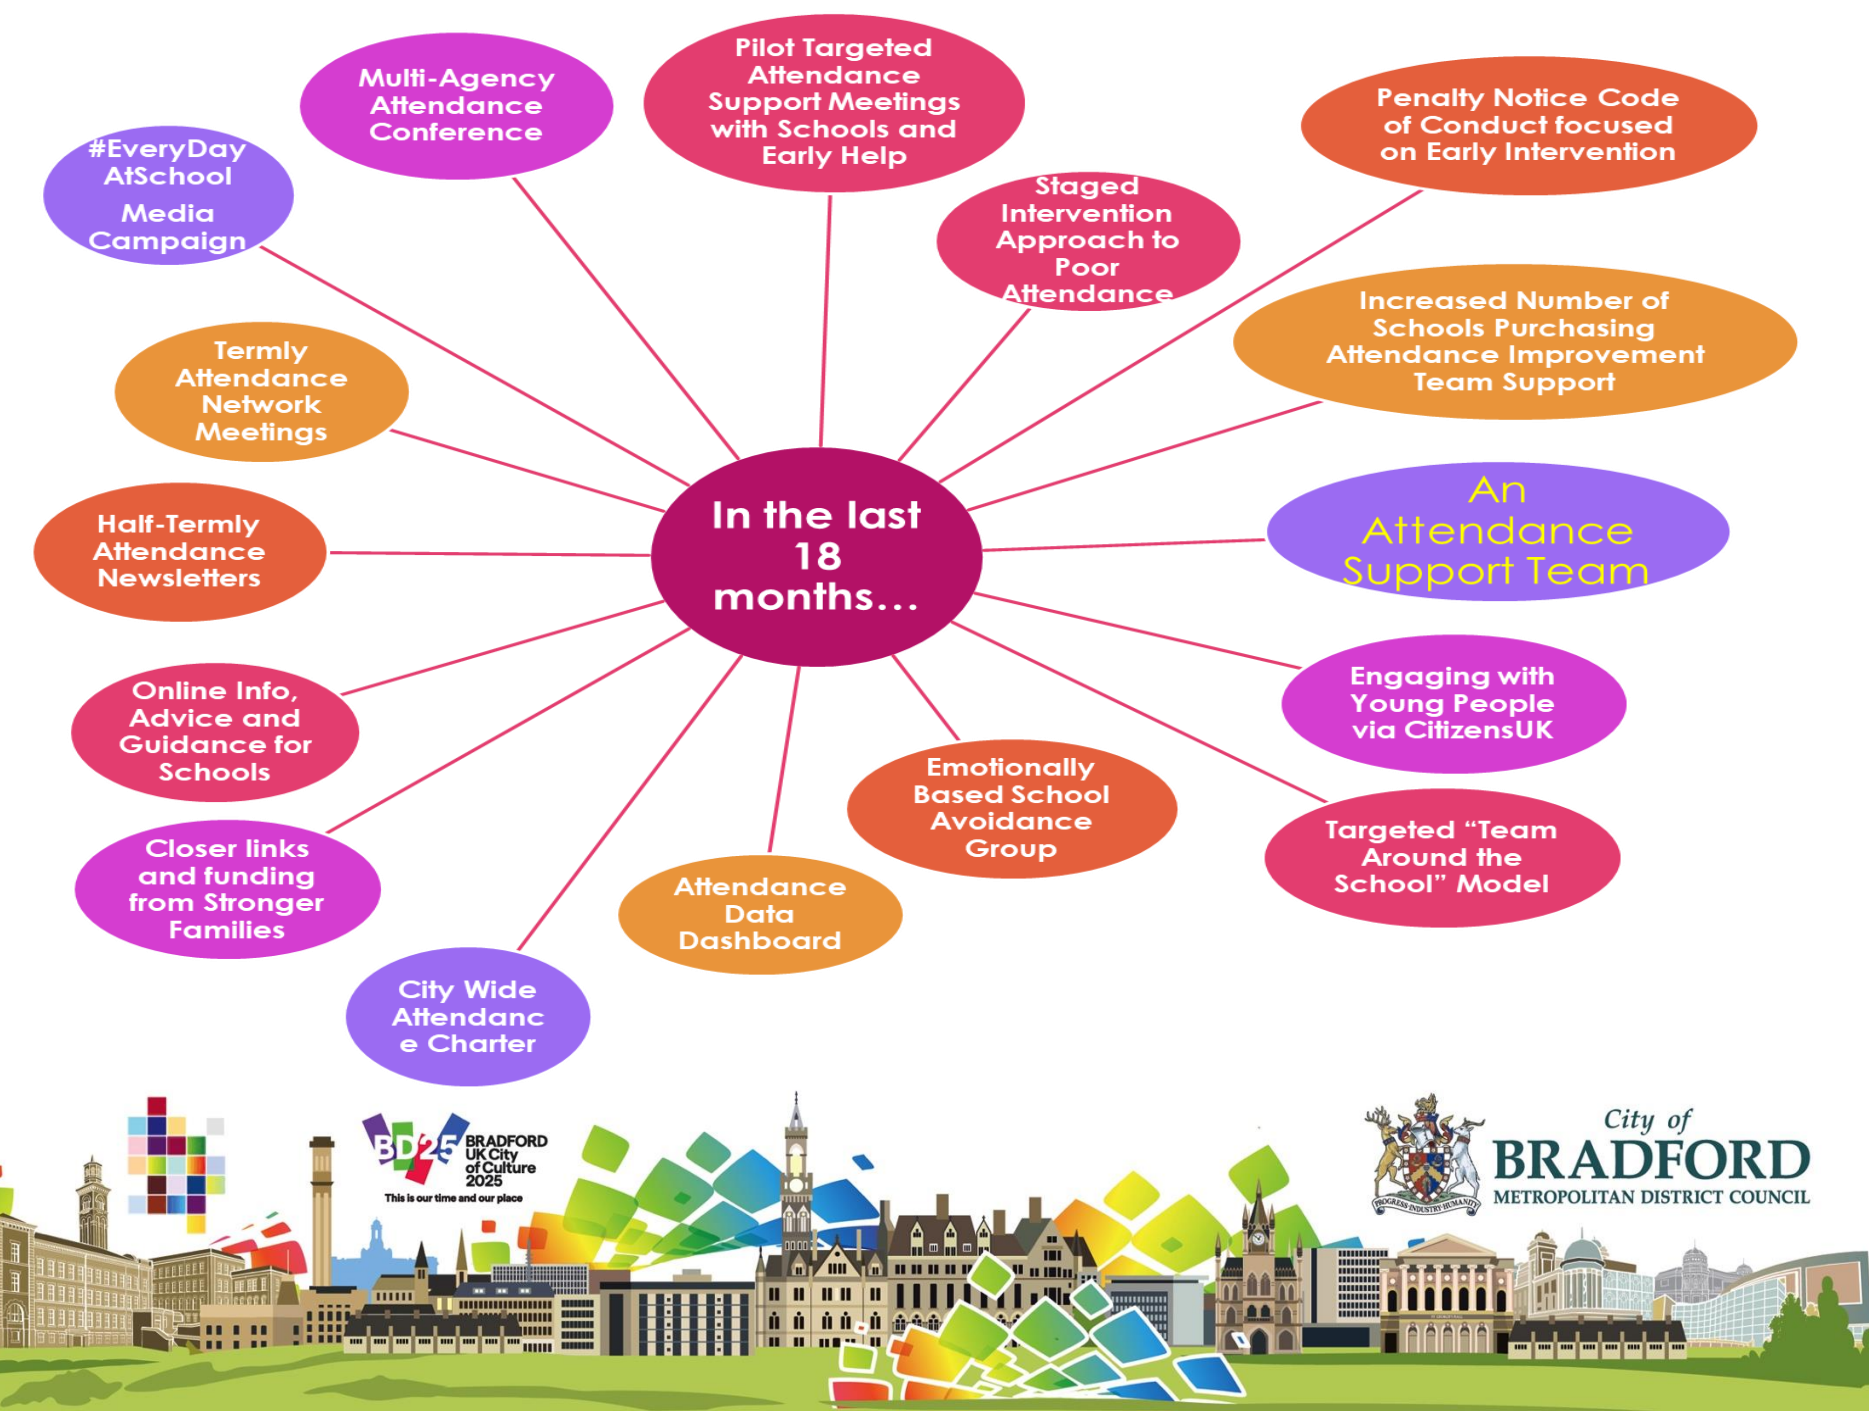 Pilot Targeted
Attendance
Support Meetings
with Schools and
Early Help
Multi-Agency
Attendance
Conference
Penalty Notice Code
of Conduct focused
on Early Intervention
#EveryDay
AtSchool
Media
Campaign
Staged
Intervention
Approach to
Poor
Attendance
Increased Number of
Schools Purchasing
Attendance Improvement
Team Support
Termly
Attendance
Network
Meetings
In the last
18
months...
An
Attendance
Support Team
Half-Termly
Attendance
Newsletters
Engaging with
Young People
via CitizensUK
Online Info,
Advice and
Guidance for
Schools
Emotionally
Based School
Avoidance
Group
Targeted “Team
Around the
School” Model
Closer links
and funding
from Stronger
Families
Attendance
Data
Dashboard
City Wide
Attendanc
e Charter
BD25
BRADFORD
UK City
of Culture
2025
This is our time and our place
City of
BRADFORD
METROPOLITAN DISTRICT COUNCIL
PROGRESS·INDUSTRY·HUMANITY